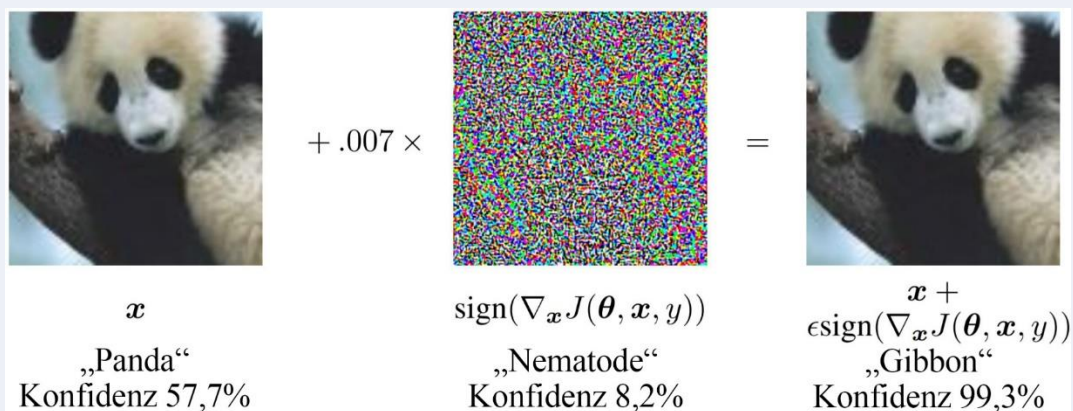 + .007 ×
=
x
sign(∇ₓJ(θ, x, y))
x +
ϵsign(∇ₓJ(θ, x, y))
„Panda“
„Nematode“
„Gibbon“
Konfidenz 57,7%
Konfidenz 8,2%
Konfidenz 99,3%